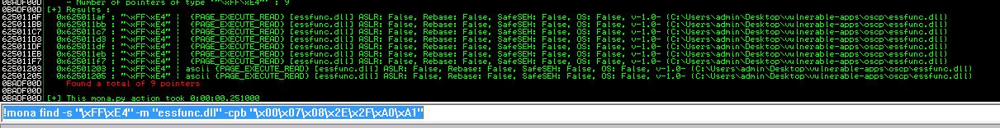 - Number of pointers of type '"\xFF\xE4"' : 9
0BADF00D [+] Results :
625011AF 0x625011af : "\xFF\xE4" | {PAGE_EXECUTE_READ} [essfunc.dll] ASLR: False, Rebase: False, SafeSEH: False, OS: False, v-1.0- (C:\Users\admin\Desktop\vulnerable-apps\oscp\essfunc.dll)
625011BB 0x625011bb : "\xFF\xE4" | {PAGE_EXECUTE_READ} [essfunc.dll] ASLR: False, Rebase: False, SafeSEH: False, OS: False, v-1.0- (C:\Users\admin\Desktop\vulnerable-apps\oscp\essfunc.dll)
625011C7 0x625011c7 : "\xFF\xE4" | {PAGE_EXECUTE_READ} [essfunc.dll] ASLR: False, Rebase: False, SafeSEH: False, OS: False, v-1.0- (C:\Users\admin\Desktop\vulnerable-apps\oscp\essfunc.dll)
625011D3 0x625011d3 : "\xFF\xE4" | {PAGE_EXECUTE_READ} [essfunc.dll] ASLR: False, Rebase: False, SafeSEH: False, OS: False, v-1.0- (C:\Users\admin\Desktop\vulnerable-apps\oscp\essfunc.dll)
625011DF 0x625011df : "\xFF\xE4" | {PAGE_EXECUTE_READ} [essfunc.dll] ASLR: False, Rebase: False, SafeSEH: False, OS: False, v-1.0- (C:\Users\admin\Desktop\vulnerable-apps\oscp\essfunc.dll)
625011EB 0x625011eb : "\xFF\xE4" | {PAGE_EXECUTE_READ} [essfunc.dll] ASLR: False, Rebase: False, SafeSEH: False, OS: False, v-1.0- (C:\Users\admin\Desktop\vulnerable-apps\oscp\essfunc.dll)
625011F7 0x625011f7 : "\xFF\xE4" | {PAGE_EXECUTE_READ} [essfunc.dll] ASLR: False, Rebase: False, SafeSEH: False, OS: False, v-1.0- (C:\Users\admin\Desktop\vulnerable-apps\oscp\essfunc.dll)
62501203 0x62501203 : "\xFF\xE4" | ascii {PAGE_EXECUTE_READ} [essfunc.dll] ASLR: False, Rebase: False, SafeSEH: False, OS: False, v-1.0- (C:\Users\admin\Desktop\vulnerable-apps\oscp\essfunc.dll)
62501205 0x62501205 : "\xFF\xE4" | ascii {PAGE_EXECUTE_READ} [essfunc.dll] ASLR: False, Rebase: False, SafeSEH: False, OS: False, v-1.0- (C:\Users\admin\Desktop\vulnerable-apps\oscp\essfunc.dll)
0BADF00D Found a total of 9 pointers
0BADF00D
0BADF00D [+] This mona.py action took 0:00:00.251000
!mona find -s "\xFF\xE4" -m "essfunc.dll" -cpb "\x00\x07\x08\x2E\x2F\xA0\xA1"